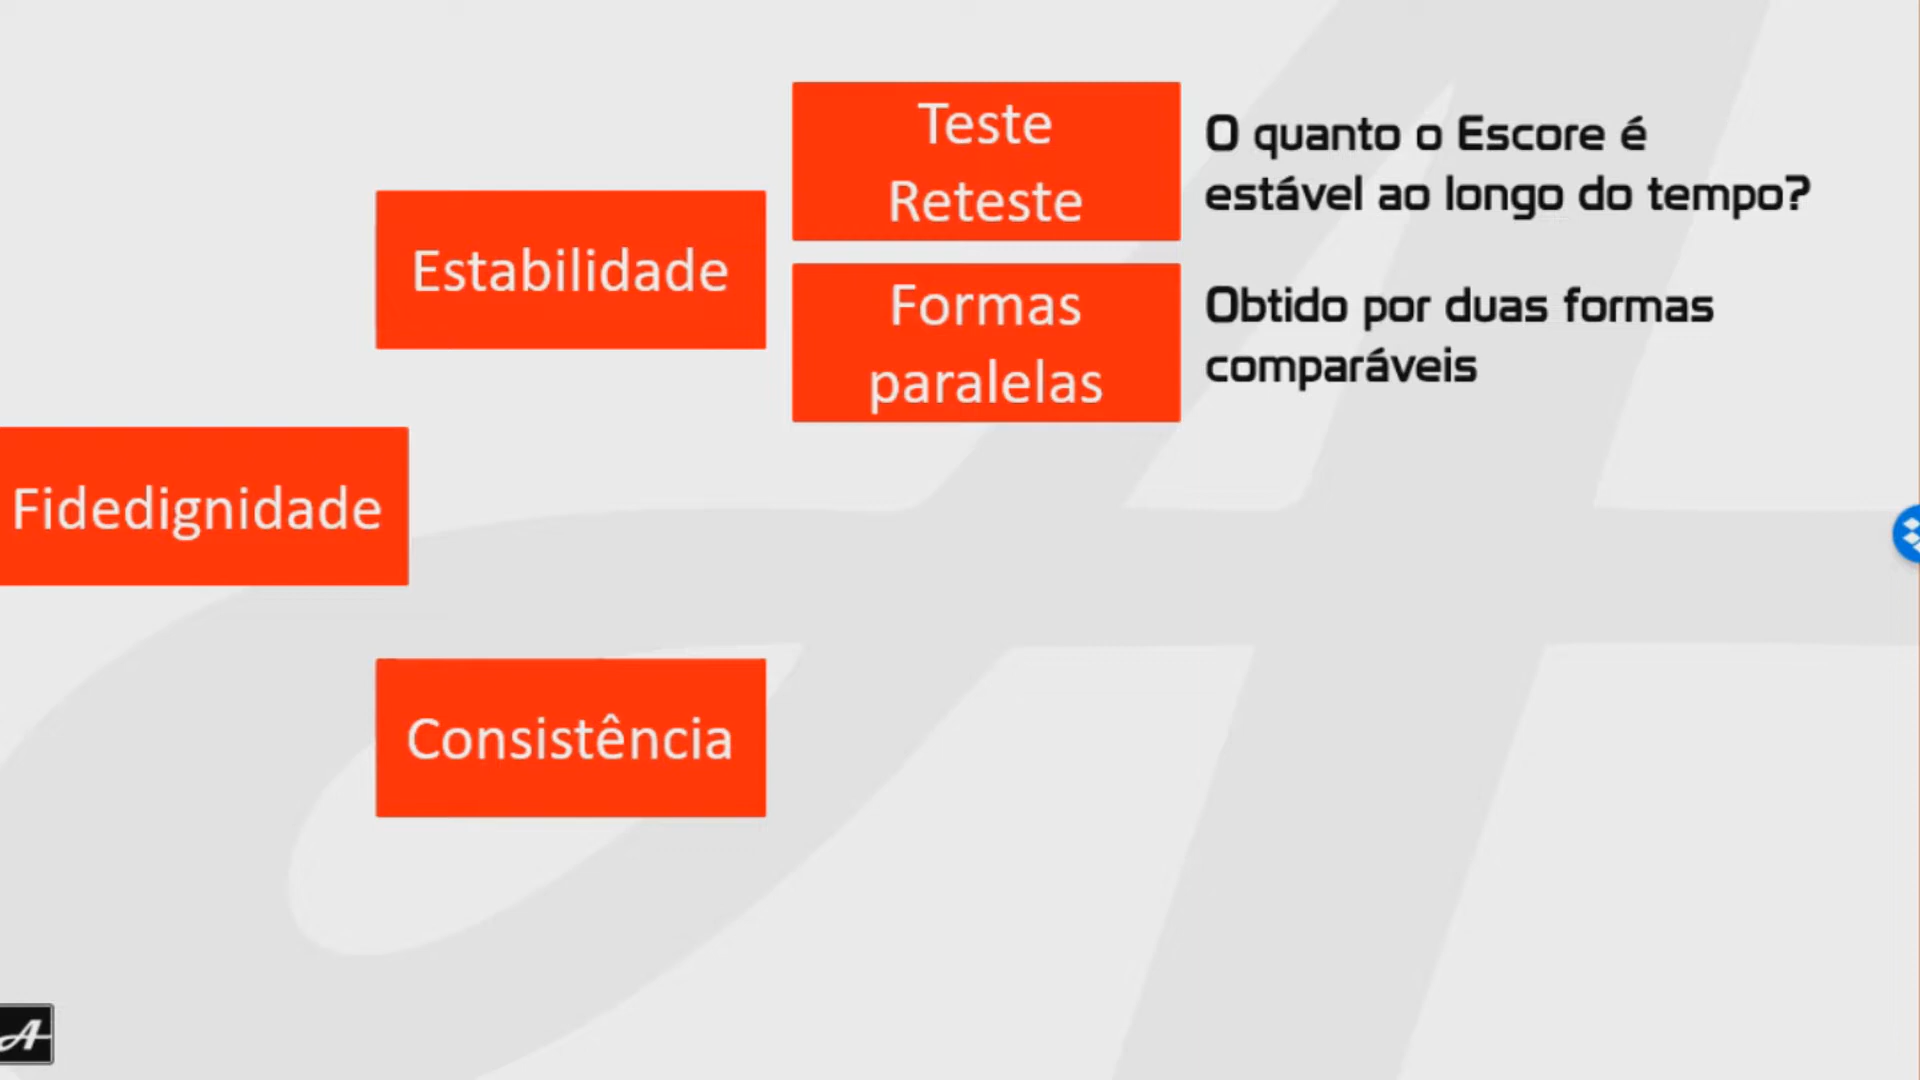 Teste
Reteste
O quanto o Escore é
estável ao longo do tempo?
Estabilidade
Formas
paralelas
Obtido por duas formas
comparáveis
Fidedignidade
Consistência
A